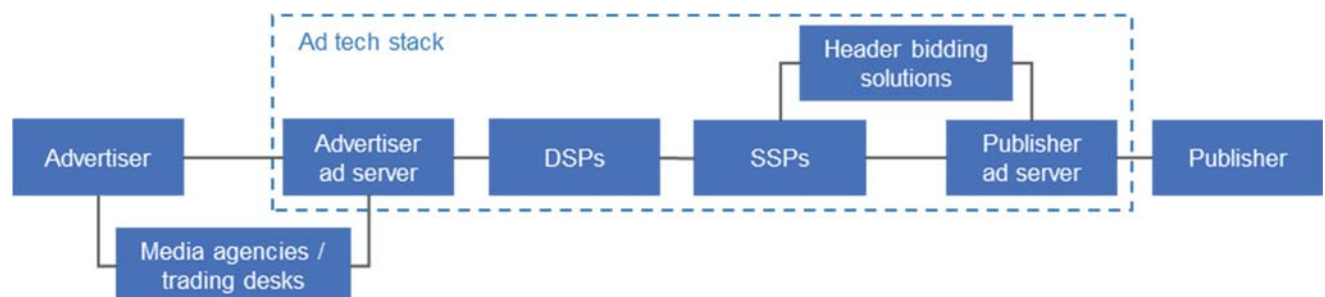 Ad tech stack
Header bidding
solutions
Advertiser
Advertiser
ad server
DSPs
SSPs
Publisher
ad server
Publisher
Media agencies /
trading desks